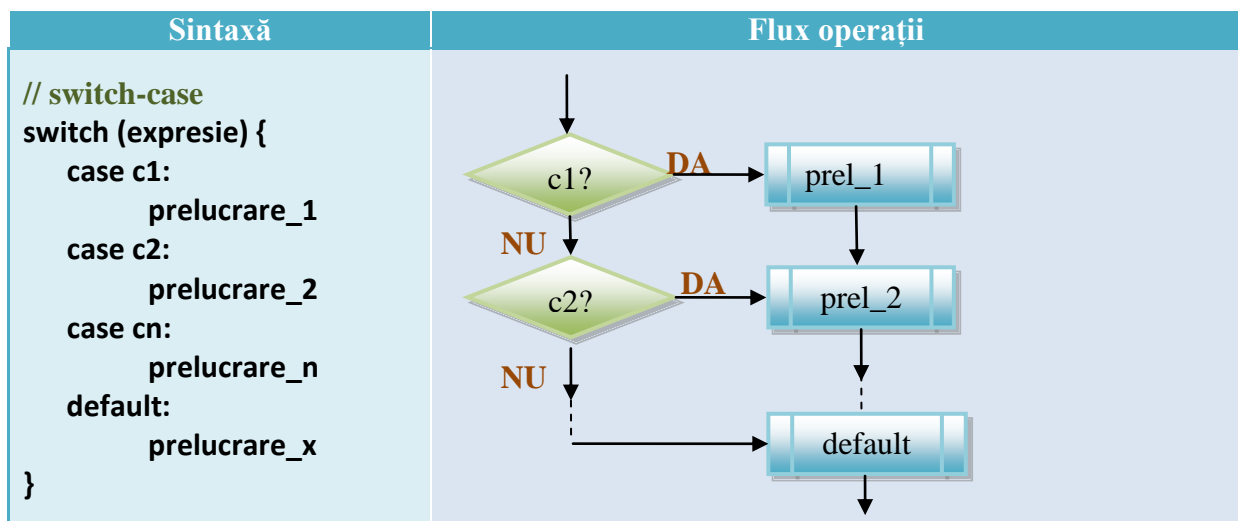 Sintaxă
Flux operații
// switch-case
switch (expresie) {
case c1:
prelucrare_1
case c2:
prelucrare_2
case cn:
prelucrare_n
default:
prelucrare_x
}
c1?
DA
prel_1
NU
c2?
DA
prel_2
NU
default